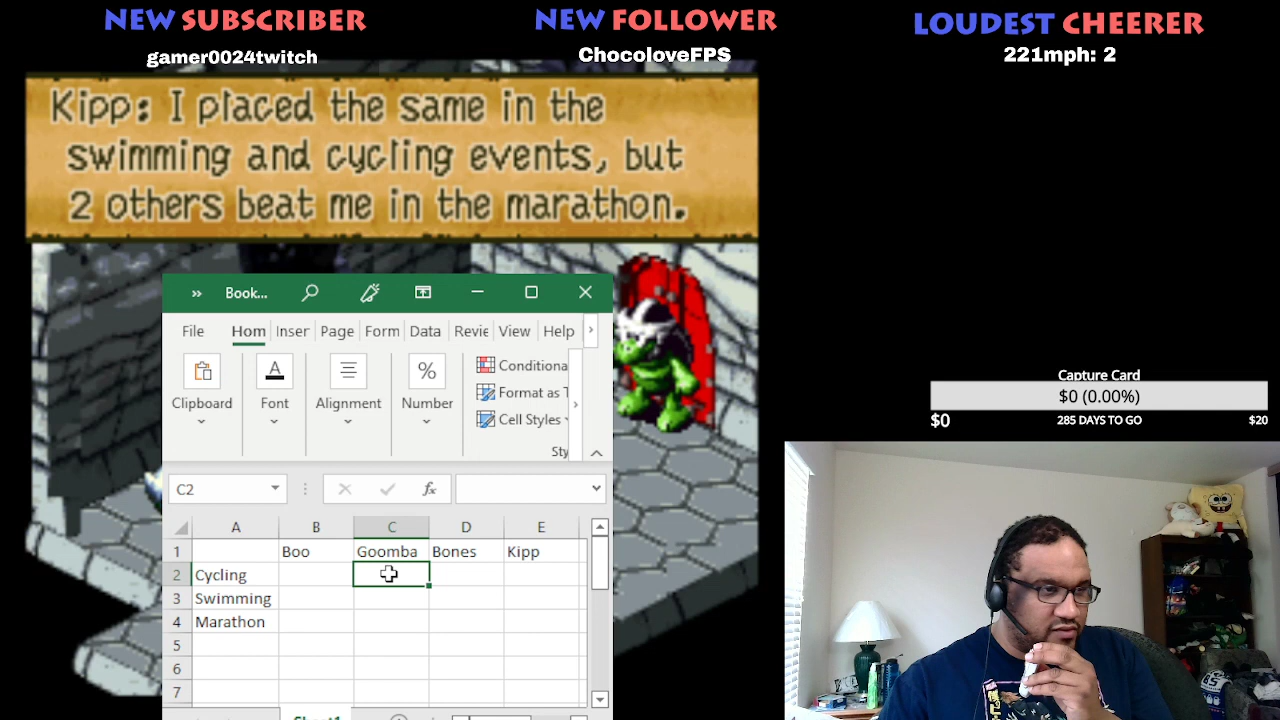 NEW SUBSCRIBER
gamer0024twitch
NEW FOLLOWER
ChocoloveFPS
LOUDEST CHEERER
221mph: 2
Kipp: I placed the same in the
swimming and cycling events, but
2 others beat me in the marathon.
» Book...
File Hom Inser Page Form Data Revie View Help
Clipboard Font Alignment Number
Conditiona
Format as T
Cell Styles
Sty
C2
fx
A B C D E
1 Boo Goomba Bones Kipp
2 Cycling
3 Swimming
4 Marathon
5
6
7
Sheet1
Capture Card
$0 (0.00%)
$0 285 DAYS TO GO $20